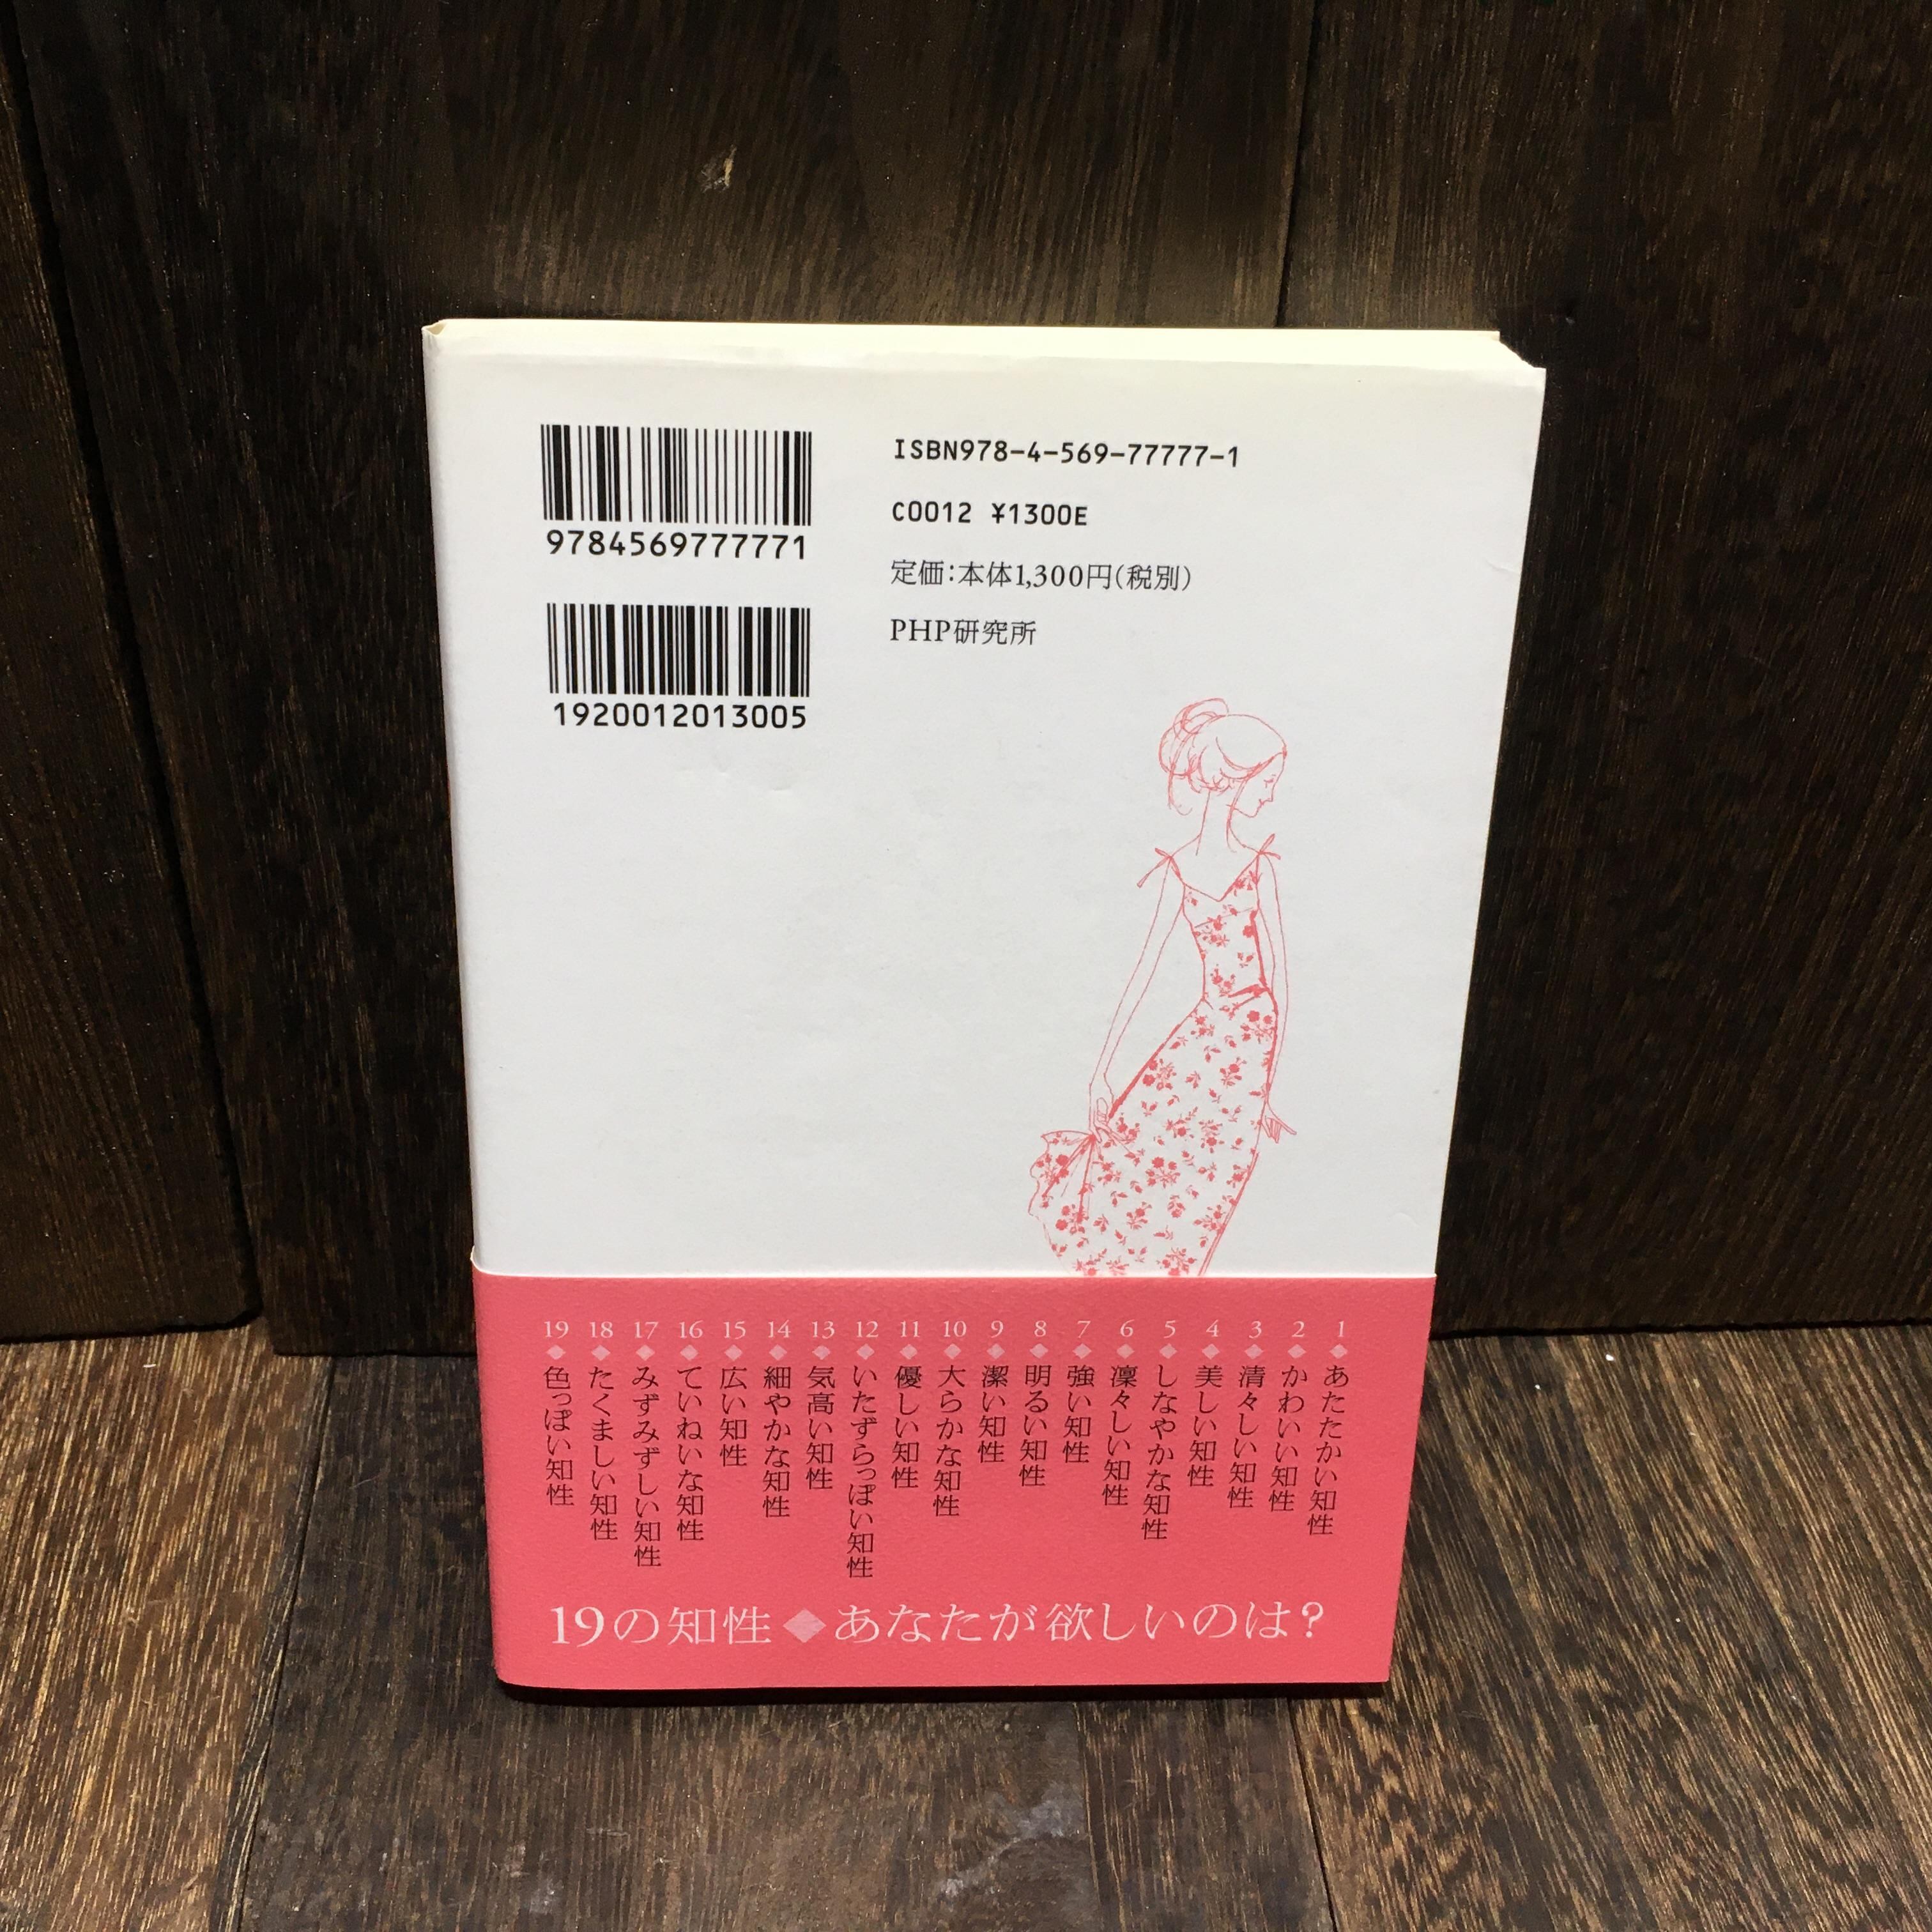 9784569777771
1920012013005
ISBN978-4-569-77777-1
C0012 ¥1300E
定価:本体1,300円(税別)
PHP研究所
1◆あたたかい知性
2◆かわいい知性
3◆清々しい知性
4◆美しい知性
5◆しなやかな知性
6◆凜々しい知性
7◆強い知性
8◆明るい知性
9◆潔い知性
10◆大らかな知性
11◆優しい知性
12◆いたずらっぽい知性
13◆気高い知性
14◆細やかな知性
15◆広い知性
16◆ていねいな知性
17◆みずみずしい知性
18◆たくましい知性
19◆色っぽい知性
19の知性◆あなたが欲しいのは?